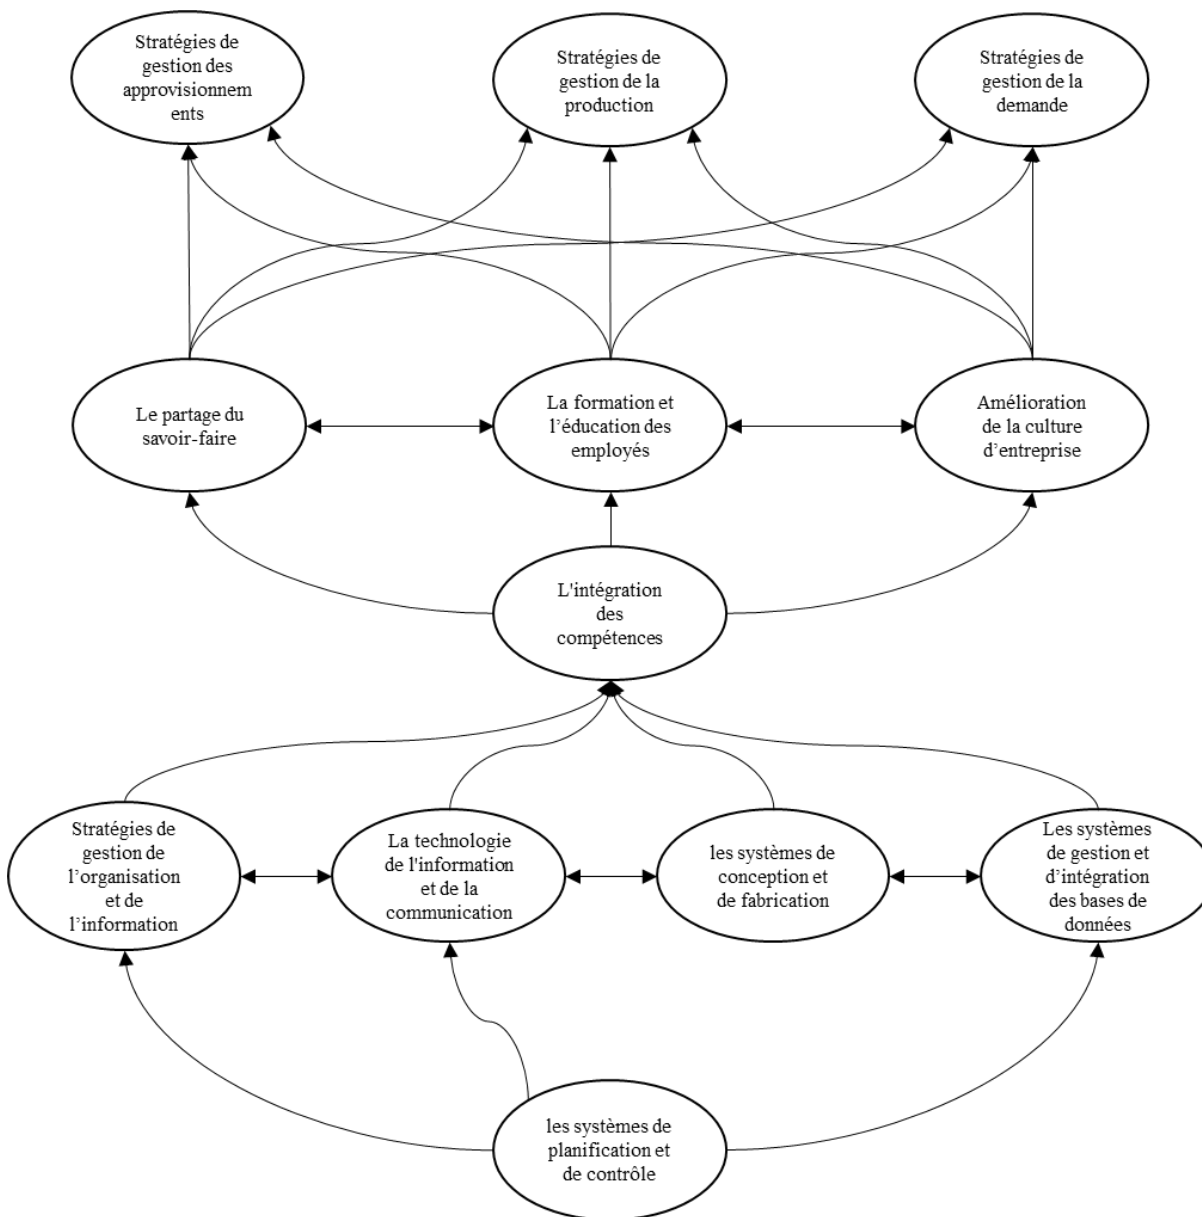 Stratégies de
gestion des
approvisionnem
ents
Stratégies de
gestion de la
production
Stratégies de
gestion de la
demande
Le partage du
savoir-faire
La formation et
l’éducation des
employés
Amélioration
de la culture
d’entreprise
L'intégration
des
compétences
Stratégies de
gestion de
l’organisation
et de
l’information
La technologie
de l'information
et de la
communication
les systèmes de
conception et
de fabrication
Les systèmes
de gestion et
d’intégration
des bases de
données
les systèmes de
planification et
de contrôle